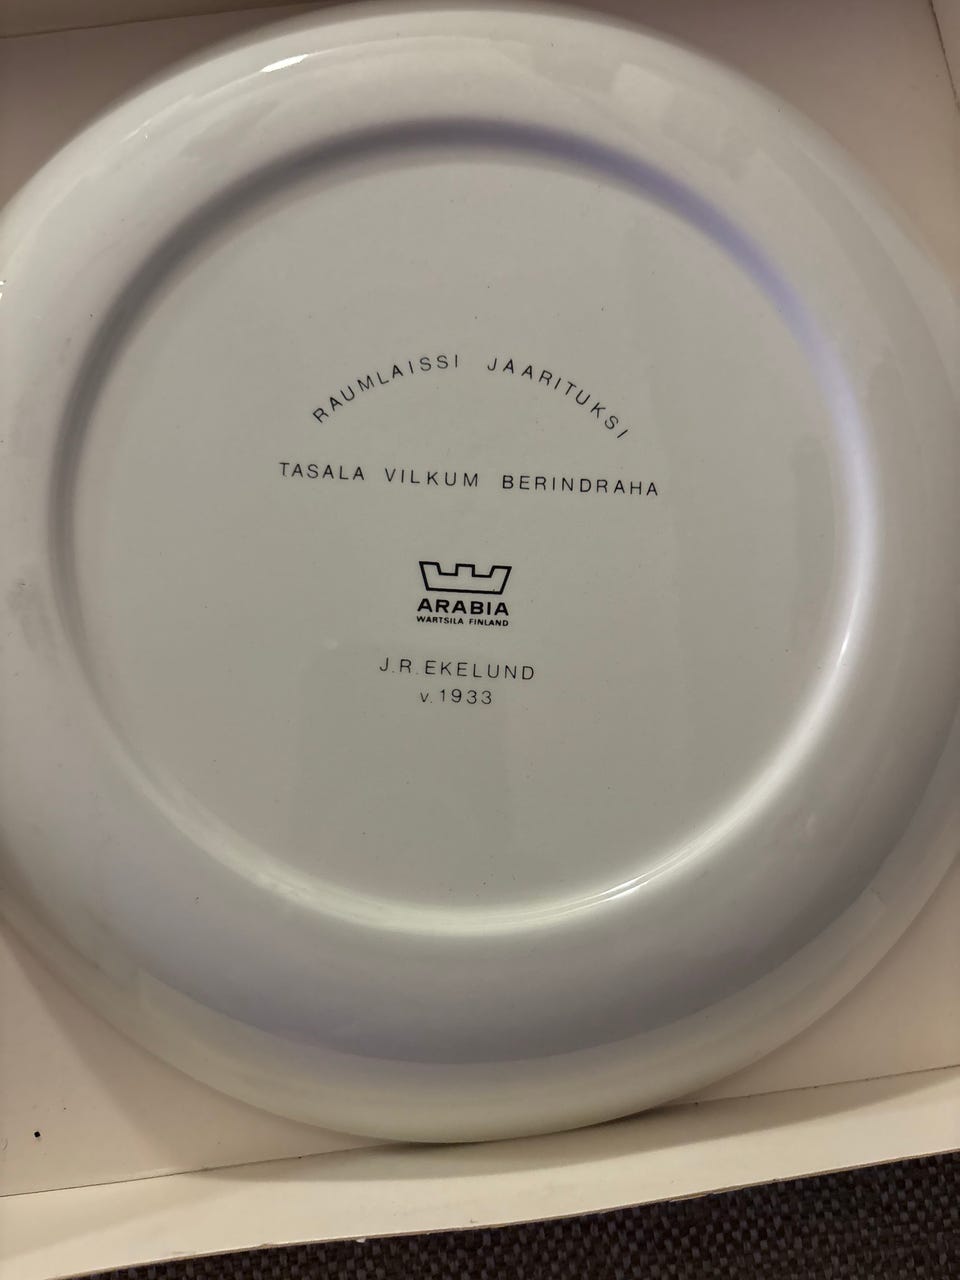 RAUMLAISSI JAARITUKSI
TASALA VILKUM BERINDRAHA
ARABIA
WARTSILA FINLAND
J.R.EKELUND
v.1933